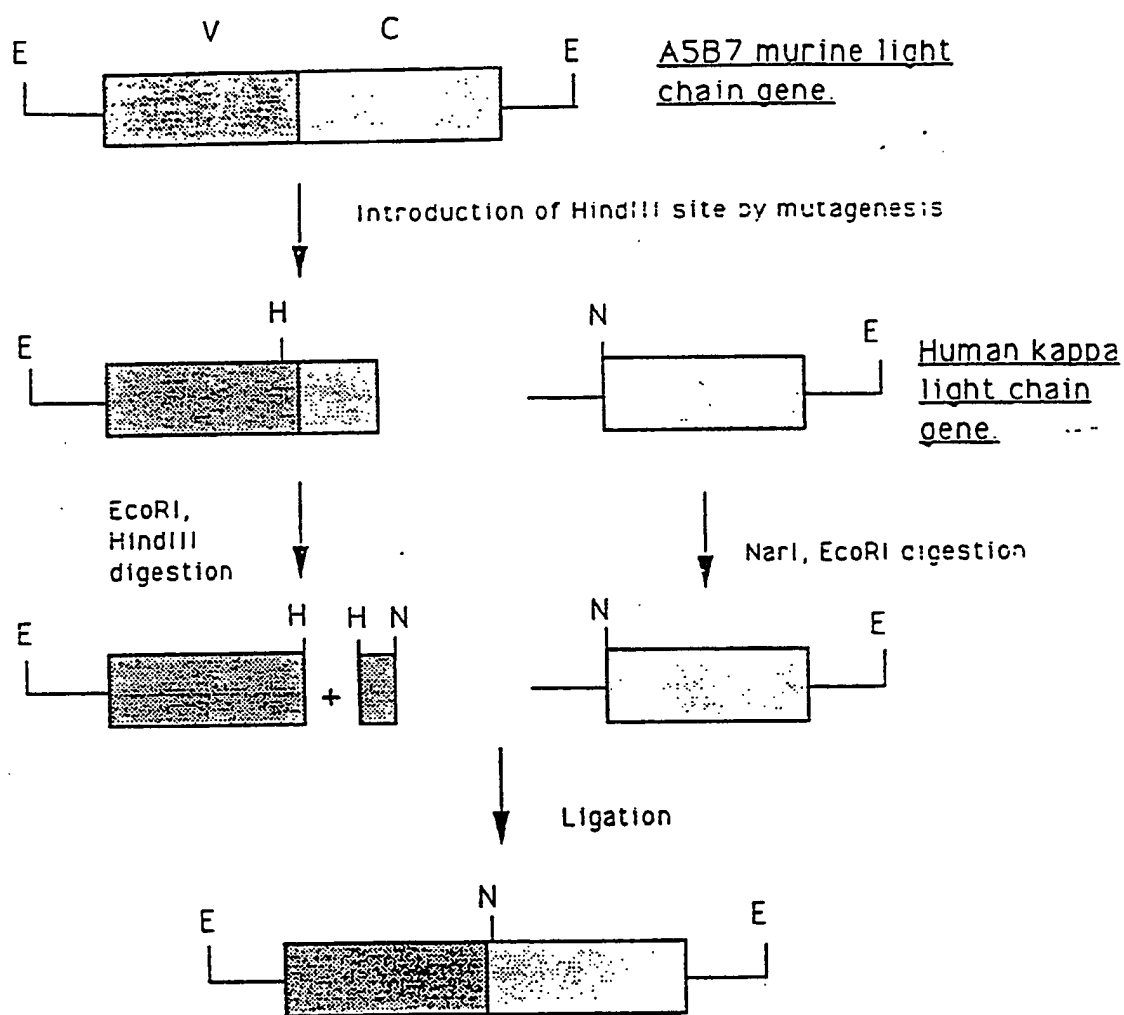 V C
E E
A5B7 murine light
chain gene.
Introduction of HindIII site by mutagenesis
H N
E E
Human kappa
light chain
gene.
EcoRI,
HindIII
digestion
NarI, EcoRI digestion
H H N N
E E
+
Ligation
N
E E